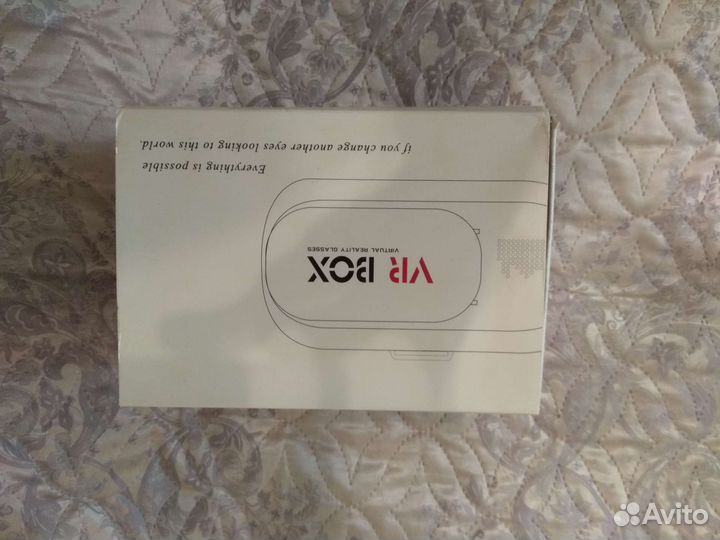 VR BOX
VIRTUAL REALITY GLASSES
Everything is possible
if you change another eyes looking to this world.
Avito